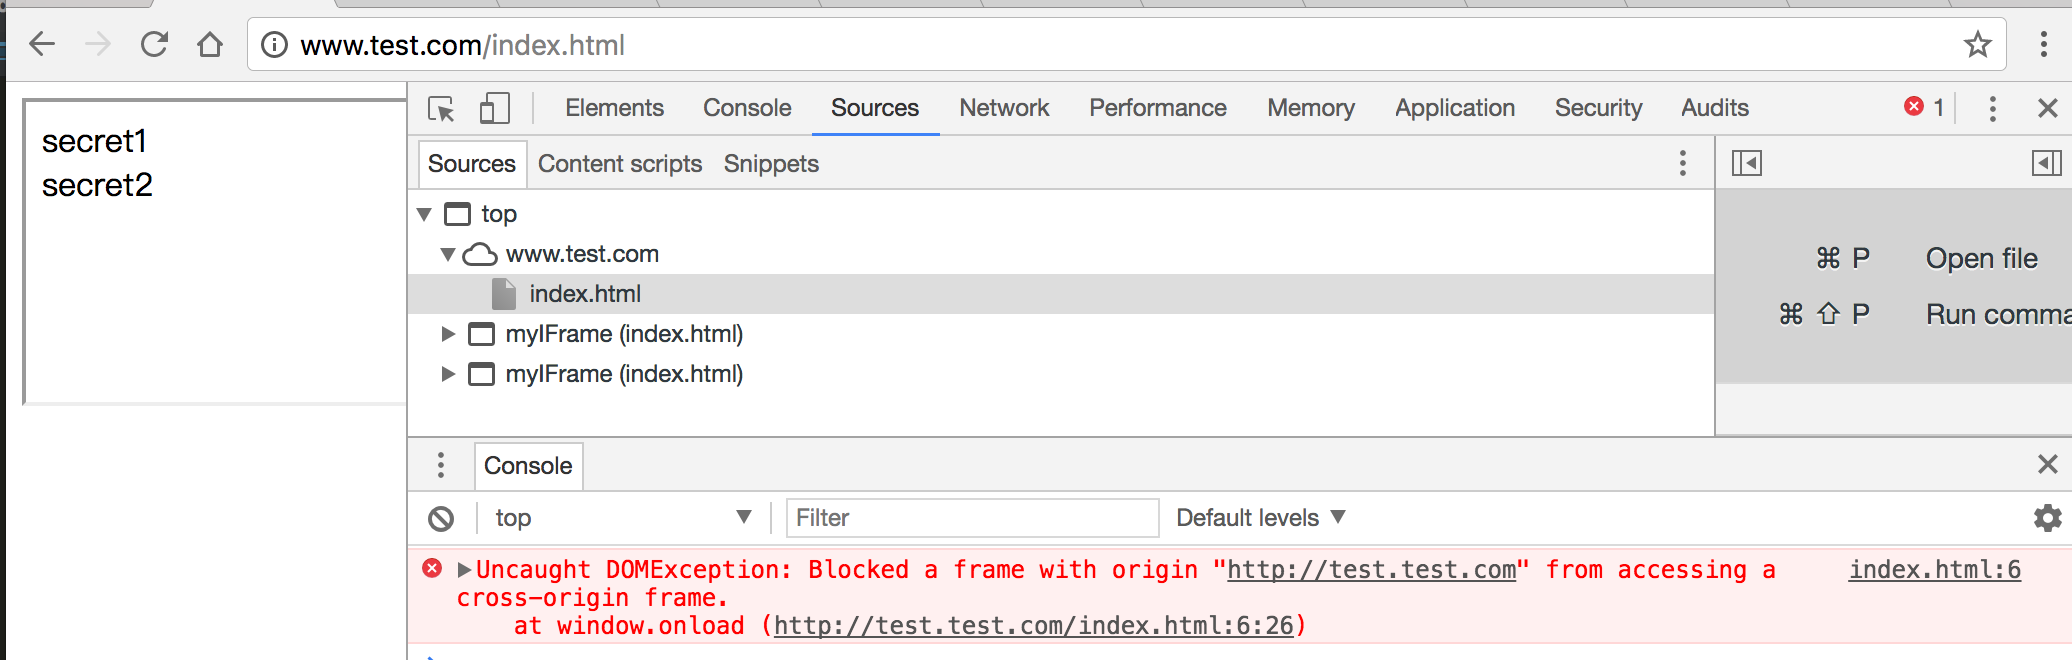 www.test.com/index.html
secret1
secret2
Elements Console Sources Network Performance Memory Application Security Audits 1
Sources Content scripts Snippets
top
www.test.com
index.html
myIFrame (index.html)
myIFrame (index.html)
⌘ P Open file
⌘ ⇧ P Run comma
Console
top Filter Default levels
Uncaught DOMException: Blocked a frame with origin "http://test.test.com" from accessing a index.html:6
cross-origin frame.
at window.onload (http://test.test.com/index.html:6:26)